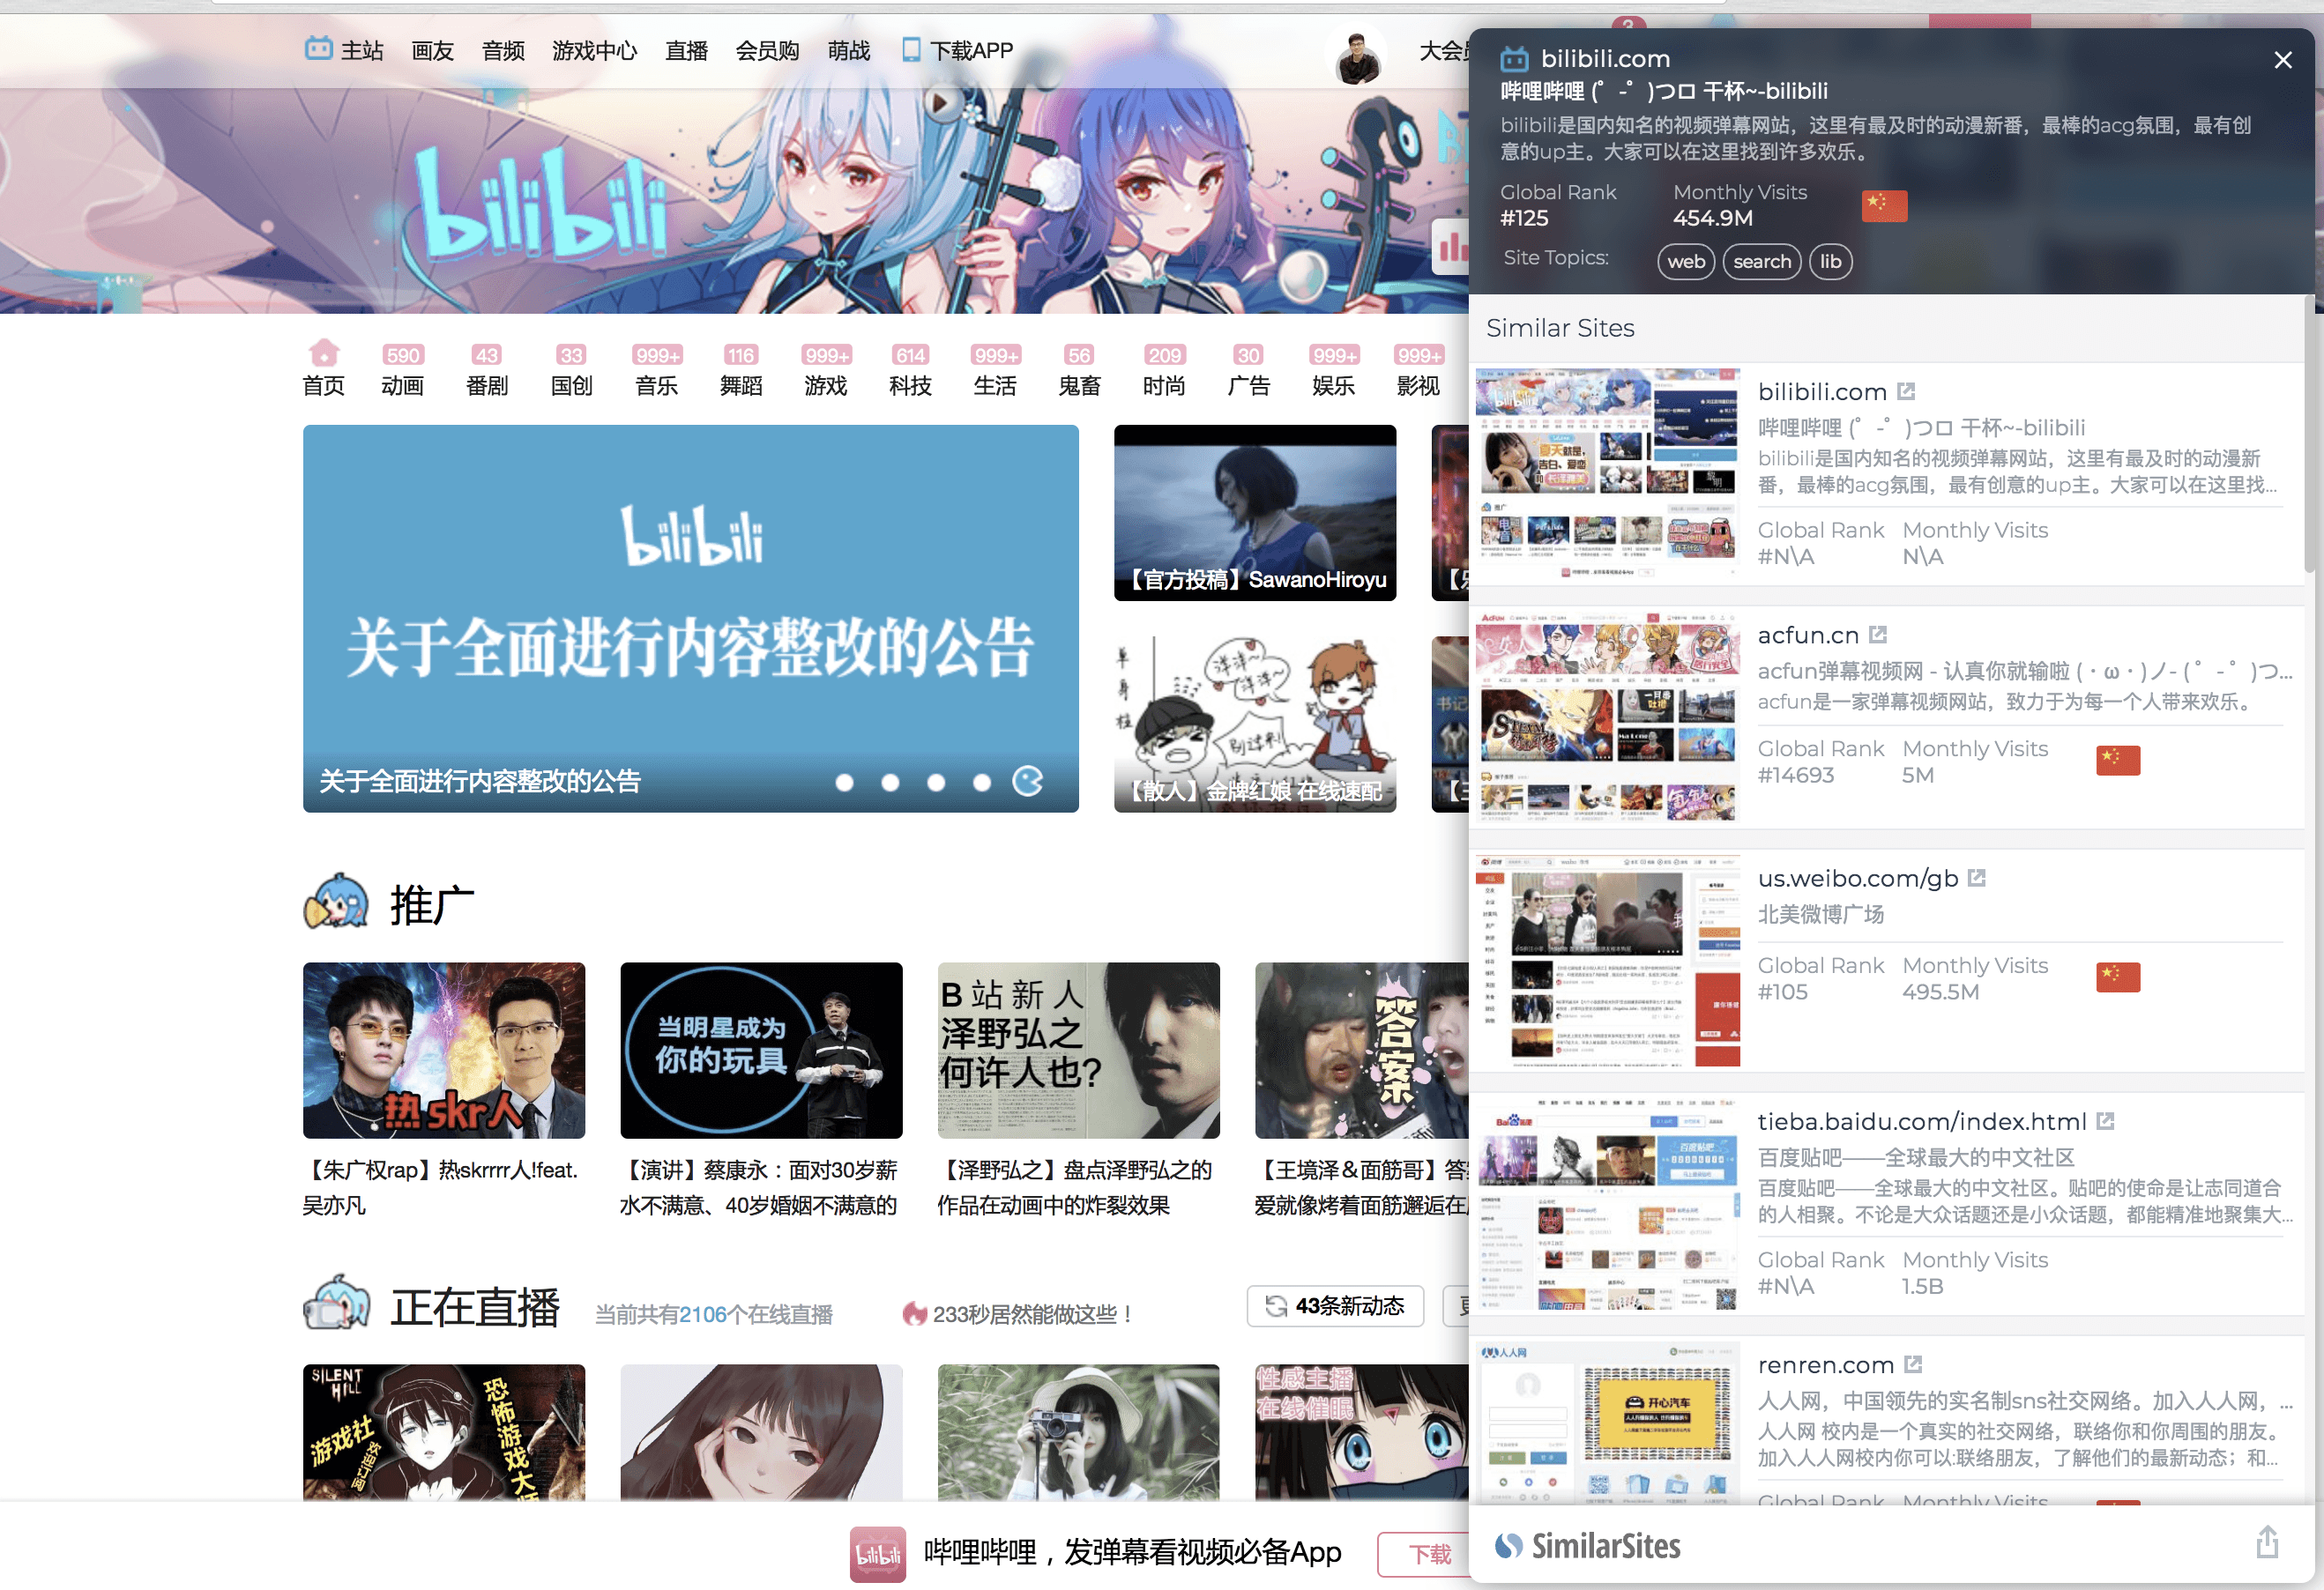 主站 画友 音频 游戏中心 直播 会员购 萌战 下载APP
大会员
bilibili
首页 590 动画 43 番剧 33 国创 999+ 音乐 116 舞蹈 999+ 游戏 614 科技 999+ 生活 56 鬼畜 209 时尚 30 广告 999+ 娱乐 999+ 影视
bilibili
关于全面进行内容整改的公告
关于全面进行内容整改的公告
【官方投稿】SawanoHiroyu
单身
洋洋~
洋洋~
【散人】金牌红娘 在线速配
书记
推广
热skr人
当明星成为
你的玩具
B站新人
泽野弘之
何许人也?
答案
【朱广权rap】热skrrrr人!feat.
吴亦凡
【演讲】蔡康永：面对30岁薪
水不满意、40岁婚姻不满意的
【泽野弘之】盘点泽野弘之的
作品在动画中的炸裂效果
【王境泽&面筋哥】答案
爱就像烤着面筋邂逅在
正在直播 当前共有2106个在线直播 233秒居然能做这些！ 43条新动态
SILENT HILL
游戏社
恐怖游戏大师
性感主播
在线催眠
bilibili 哔哩哔哩，发弹幕看视频必备App 下载
bilibili.com
哔哩哔哩 (゜-゜)つロ 干杯~-bilibili
bilibili是国内知名的视频弹幕网站，这里有最及时的动漫新番，最棒的acg氛围，最有创
意的up主。大家可以在这里找到许多欢乐。
Global Rank Monthly Visits
#125 454.9M
Site Topics: web search lib
Similar Sites
bilibili.com
哔哩哔哩 (゜-゜)つロ 干杯~-bilibili
bilibili是国内知名的视频弹幕网站，这里有最及时的动漫新
番，最棒的acg氛围，最有创意的up主。大家可以在这里找...
Global Rank Monthly Visits
#N\A N\A
acfun.cn
acfun弹幕视频网 - 认真你就输啦 (・ω・)ノ- (゜-゜)つ...
acfun是一家弹幕视频网站，致力于为每一个人带来欢乐。
Global Rank Monthly Visits
#14693 5M
us.weibo.com/gb
北美微博广场
Global Rank Monthly Visits
#105 495.5M
tieba.baidu.com/index.html
百度贴吧——全球最大的中文社区
百度贴吧——全球最大的中文社区。贴吧的使命是让志同道合
的人相聚。不论是大众话题还是小众话题，都能精准地聚集大...
Global Rank Monthly Visits
#N\A 1.5B
renren.com
人人网，中国领先的实名制sns社交网络。加入人人网，...
人人网 校内是一个真实的社交网络，联络你和你周围的朋友。
加入人人网校内你可以:联络朋友，了解他们的最新动态；和...
Global Rank Monthly Visits
SimilarSites